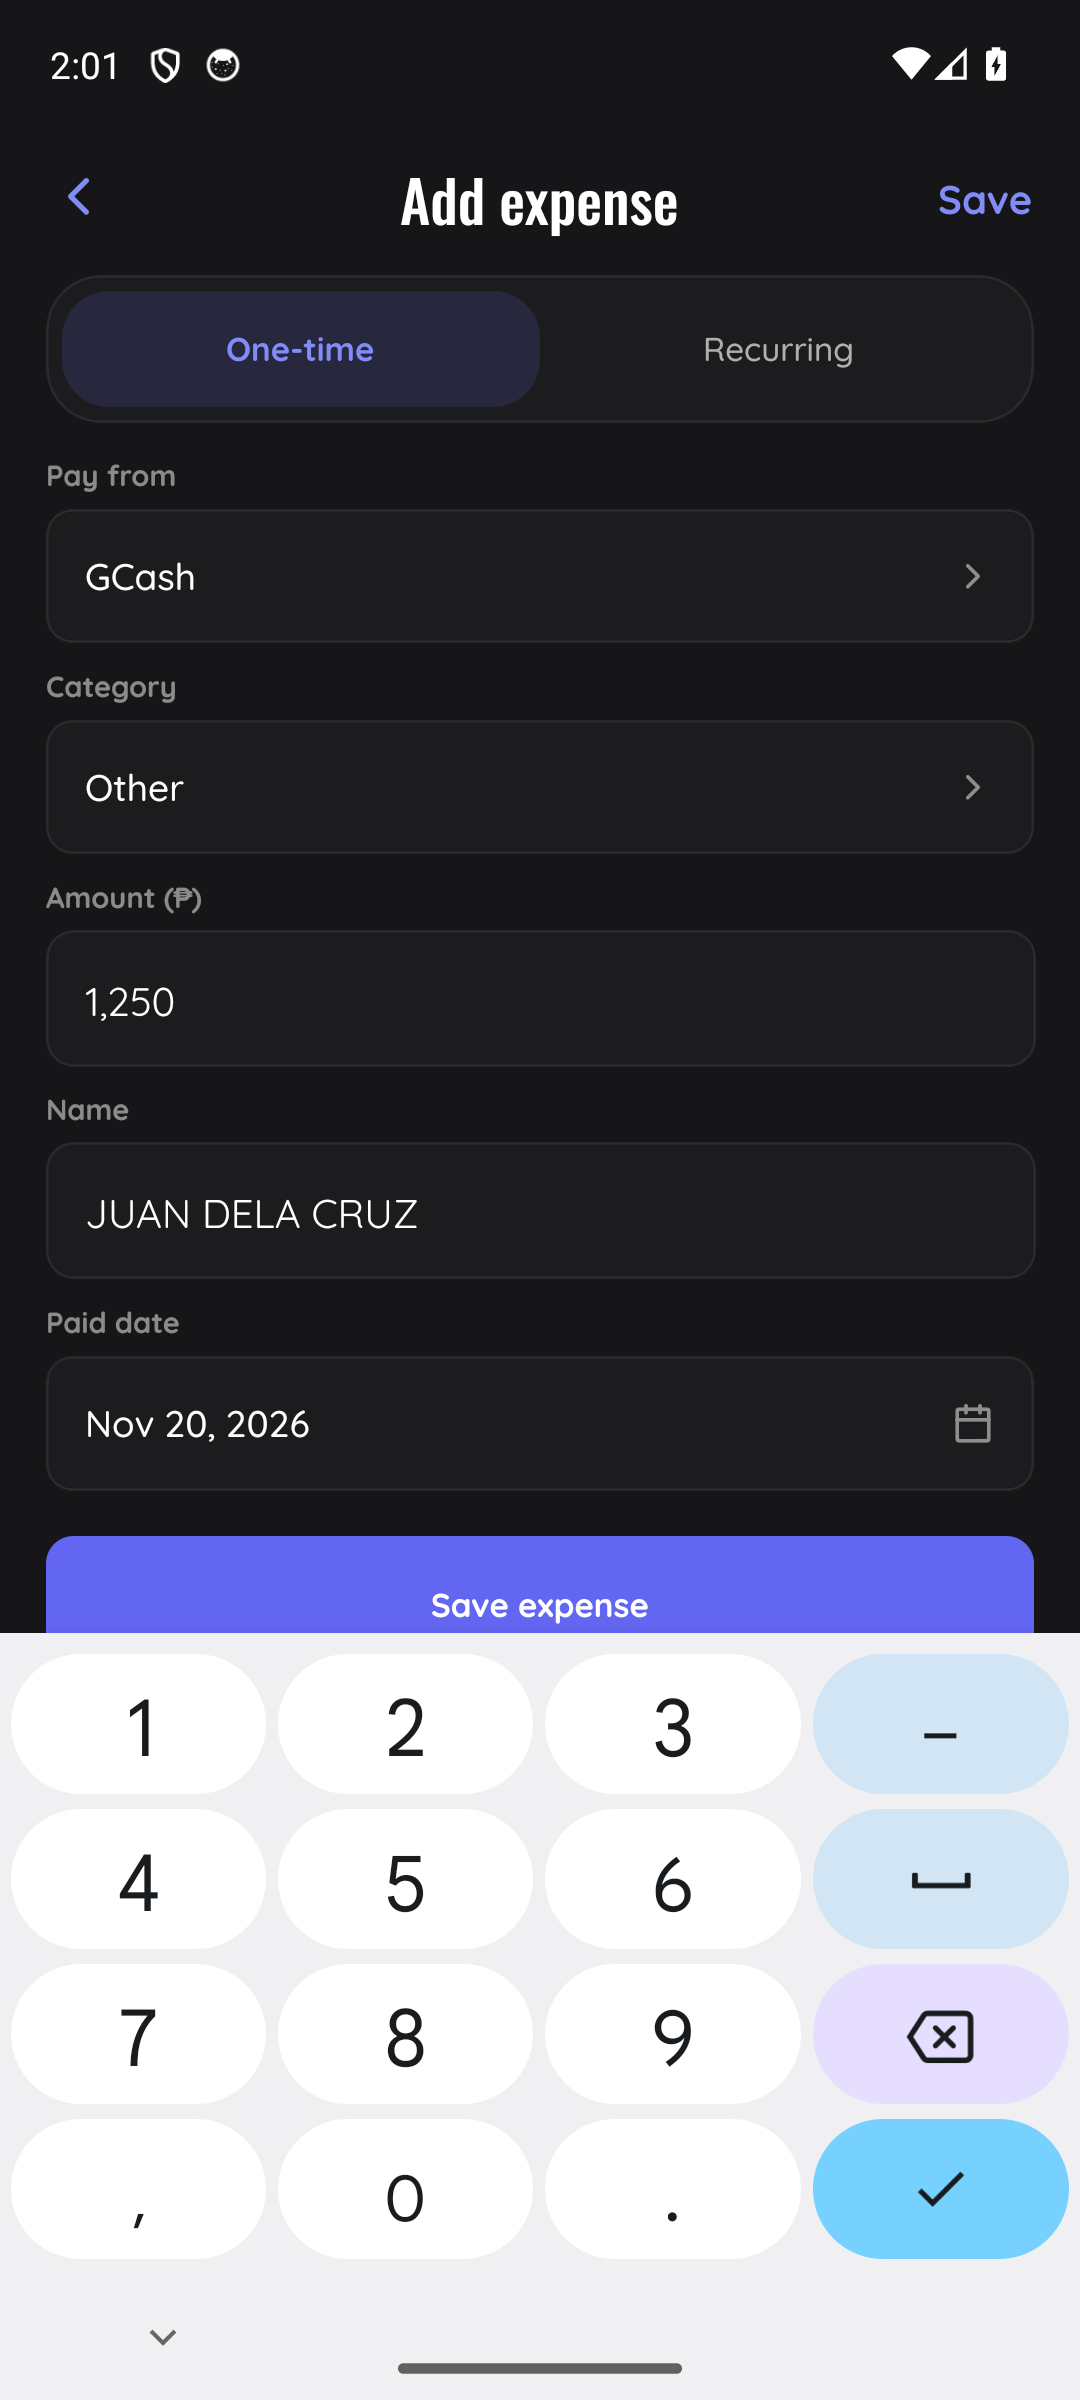 2:01
Add expense
Save
One-time
Recurring
Pay from
GCash
Category
Other
Amount (₱)
1,250
Name
JUAN DELA CRUZ
Paid date
Nov 20, 2026
Save expense
1 2 3 –
4 5 6
7 8 9
, 0 .